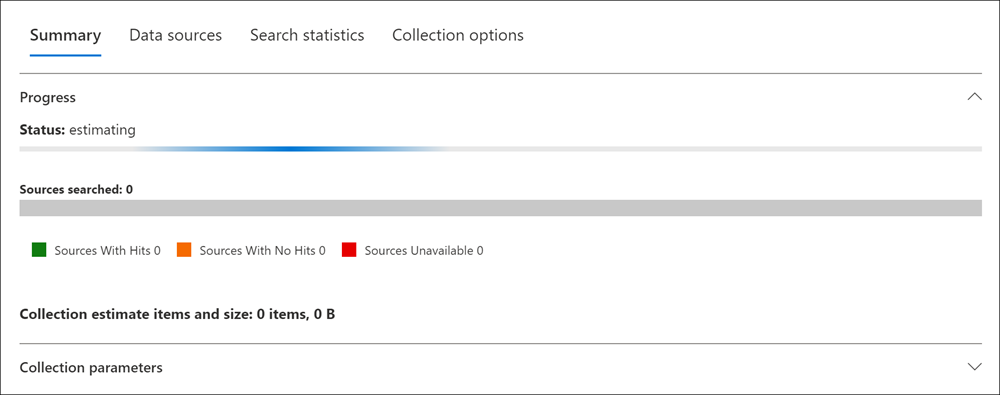 Summary Data sources Search statistics Collection options
Progress
Status: estimating
Sources searched: 0
Sources With Hits 0 Sources With No Hits 0 Sources Unavailable 0
Collection estimate items and size: 0 items, 0 B
Collection parameters